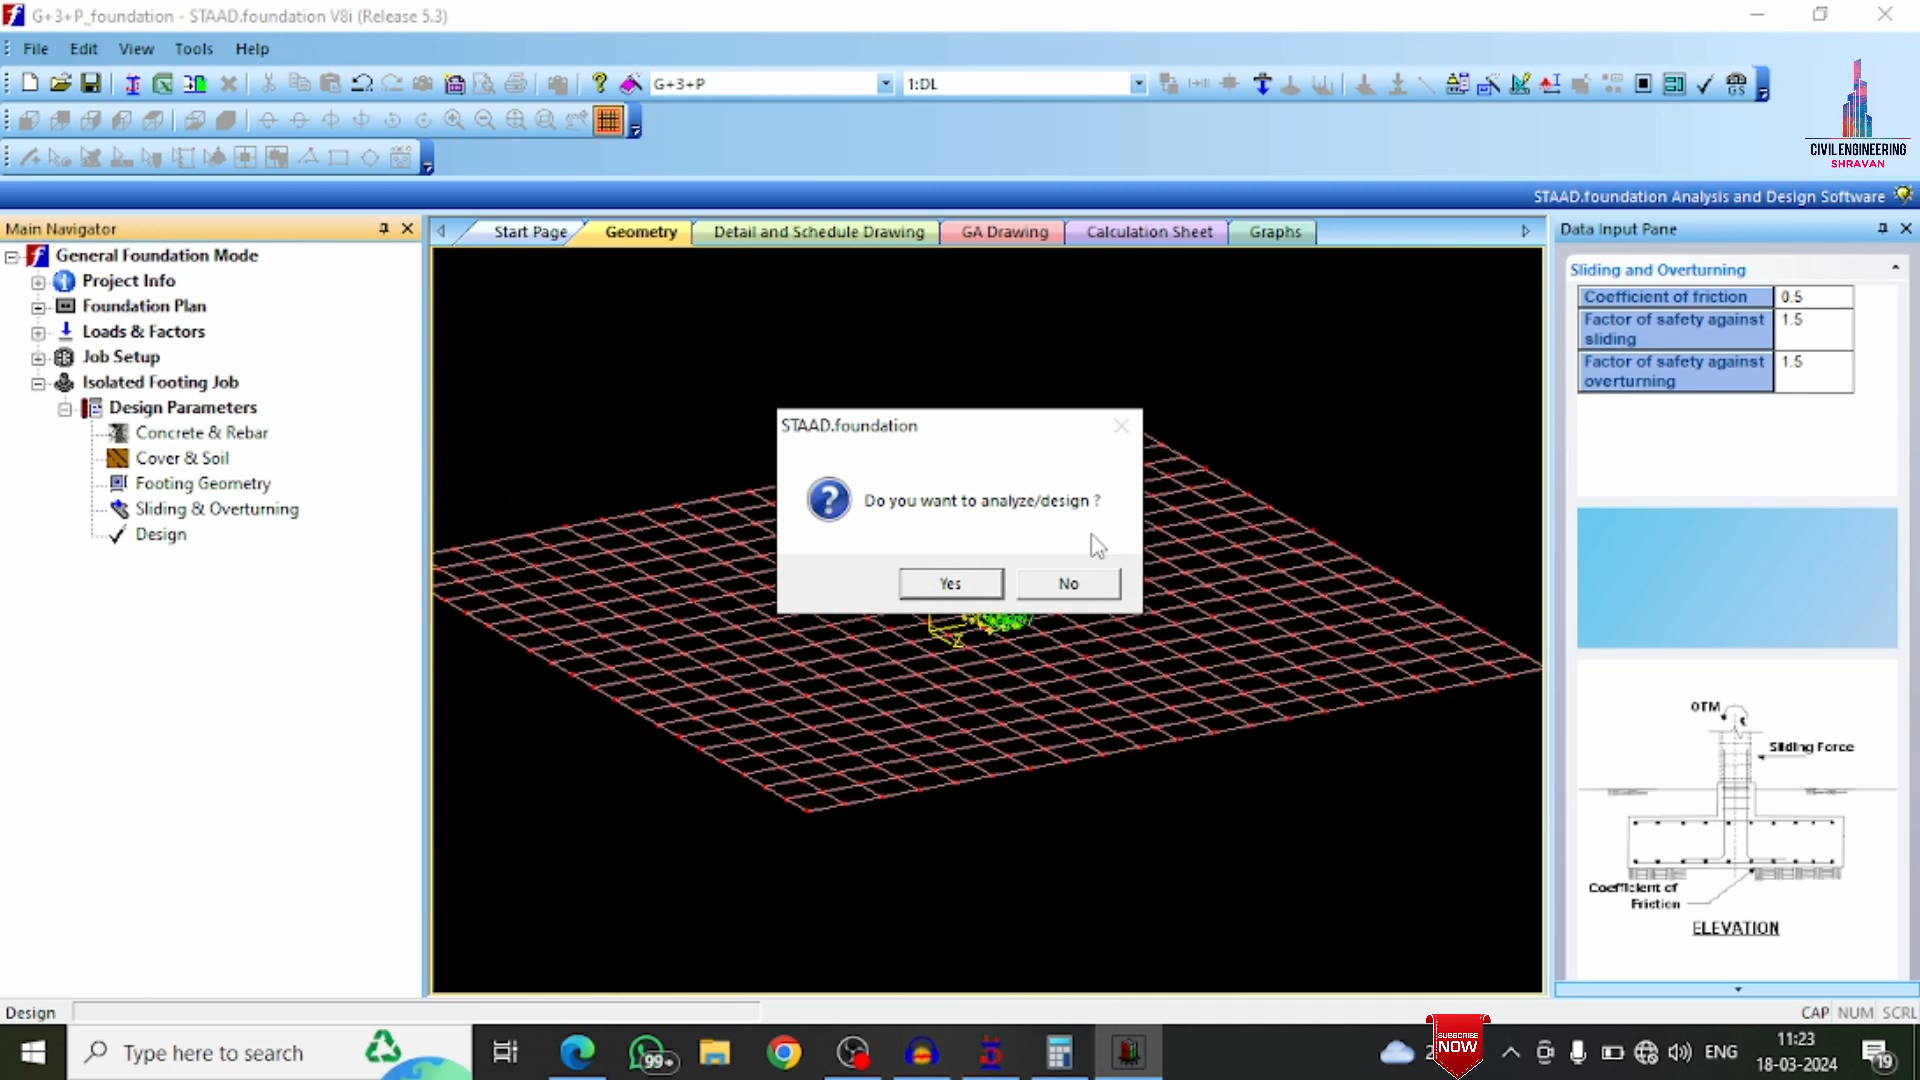 G+3+P_foundation - STAAD.foundation V8i (Release 5.3)
File Edit View Tools Help
G+3+P 1:DL
GS
CIVIL ENGINEERING
SHRAVAN
STAAD.foundation Analysis and Design Software
Main Navigator
General Foundation Mode
Project Info
Foundation Plan
Loads & Factors
Job Setup
Isolated Footing Job
Design Parameters
Concrete & Rebar
Cover & Soil
Footing Geometry
Sliding & Overturning
Design
Start Page Geometry Detail and Schedule Drawing GA Drawing Calculation Sheet Graphs
STAAD.foundation
Do you want to analyze/design ?
Yes No
Z
Data Input Pane
Sliding and Overturning
Coefficient of friction 0.5
Factor of safety against sliding 1.5
Factor of safety against overturning 1.5
OTM
Sliding Force
Coefficient of
Friction
ELEVATION
Design
CAP NUM SCRL
Type here to search
99+
SUBSCRIBE
NOW
ENG
11:23
18-03-2024
19